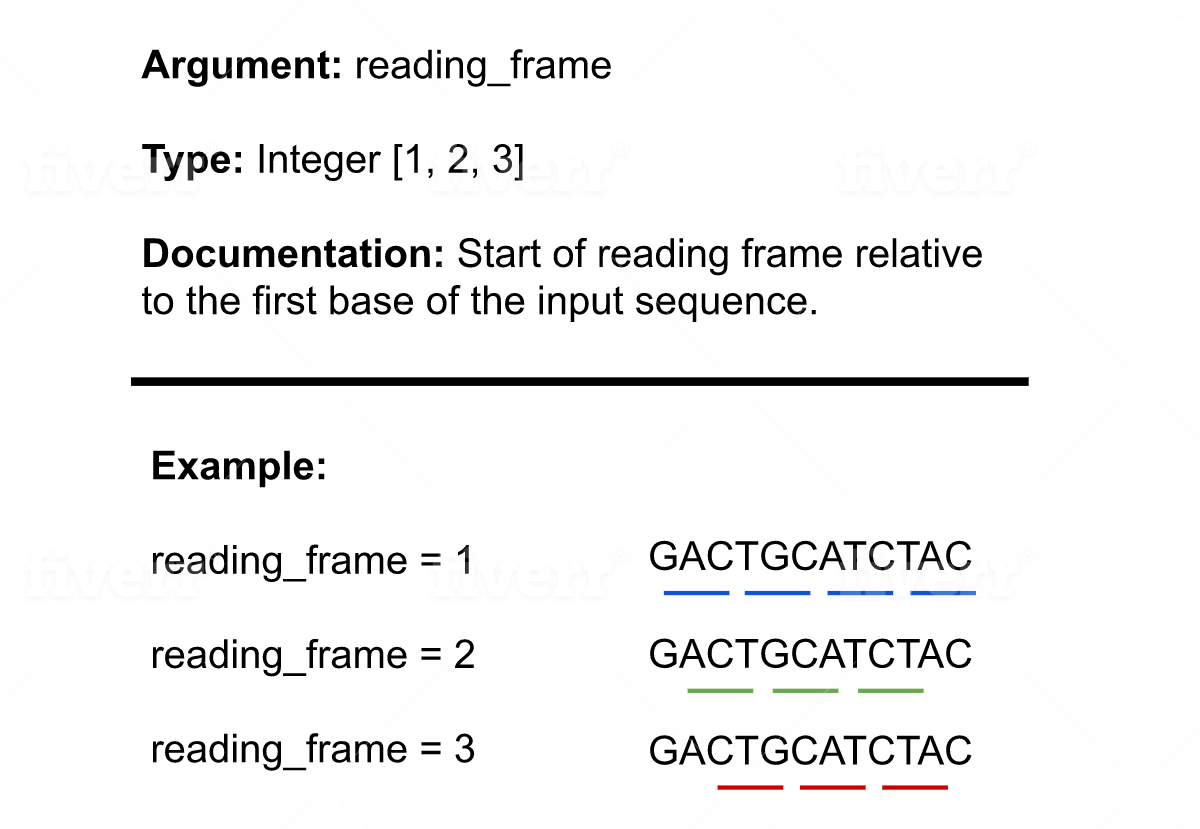 Argument: reading_frame
Type: Integer [1, 2, 3]
Documentation: Start of reading frame relative
to the first base of the input sequence.
Example:
reading_frame = 1 GACTGCATCTAC
reading_frame = 2 GACTGCATCTAC
reading_frame = 3 GACTGCATCTAC
fiverr® fiverr® fiverr®
fiverr® fiverr® fiverr®